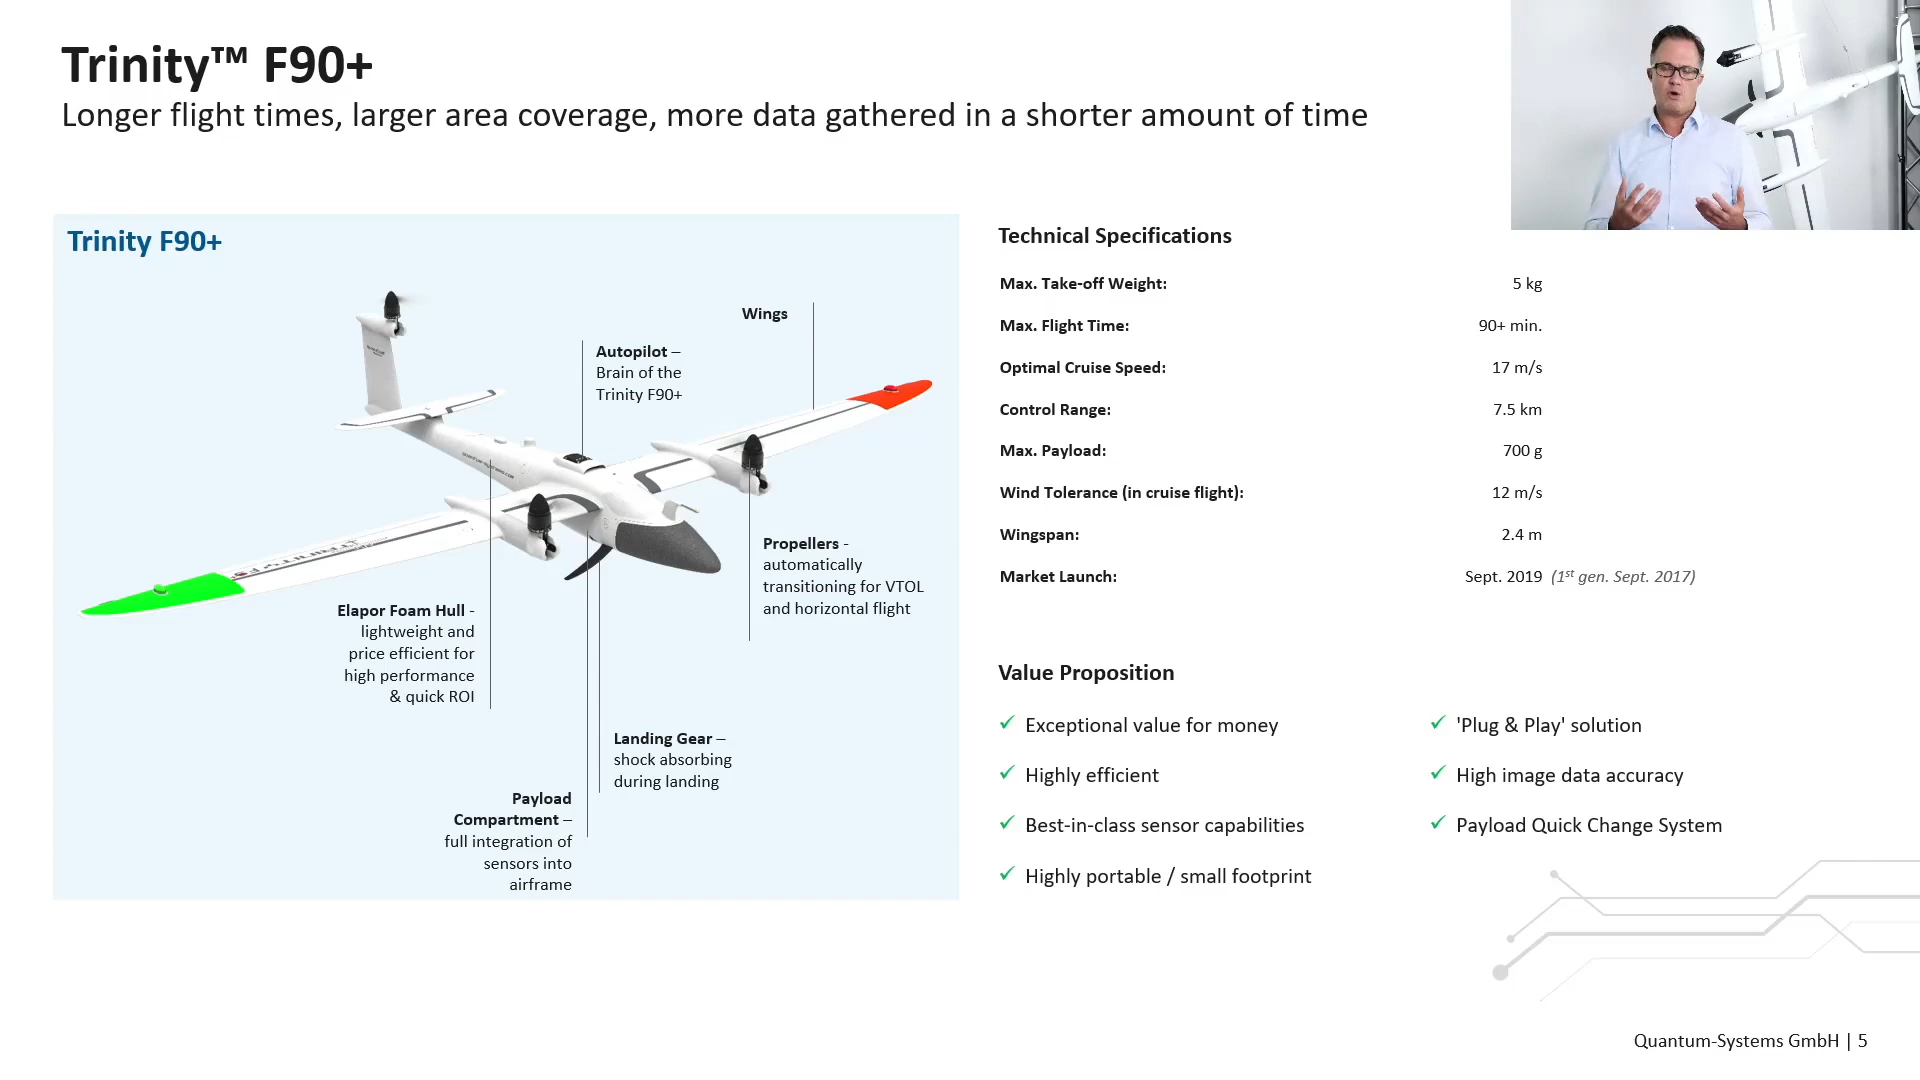 Trinity™ F90+
Longer flight times, larger area coverage, more data gathered in a shorter amount of time
Trinity F90+
Wings
Autopilot –
Brain of the
Trinity F90+
Propellers -
automatically
transitioning for VTOL
and horizontal flight
Elapor Foam Hull -
lightweight and
price efficient for
high performance
& quick ROI
Landing Gear –
shock absorbing
during landing
Payload
Compartment –
full integration of
sensors into
airframe
Technical Specifications
Max. Take-off Weight: 5 kg
Max. Flight Time: 90+ min.
Optimal Cruise Speed: 17 m/s
Control Range: 7.5 km
Max. Payload: 700 g
Wind Tolerance (in cruise flight): 12 m/s
Wingspan: 2.4 m
Market Launch: Sept. 2019 (1st gen. Sept. 2017)
Value Proposition
✓ Exceptional value for money
✓ Highly efficient
✓ Best-in-class sensor capabilities
✓ Highly portable / small footprint
✓ 'Plug & Play' solution
✓ High image data accuracy
✓ Payload Quick Change System
Quantum-Systems GmbH | 5